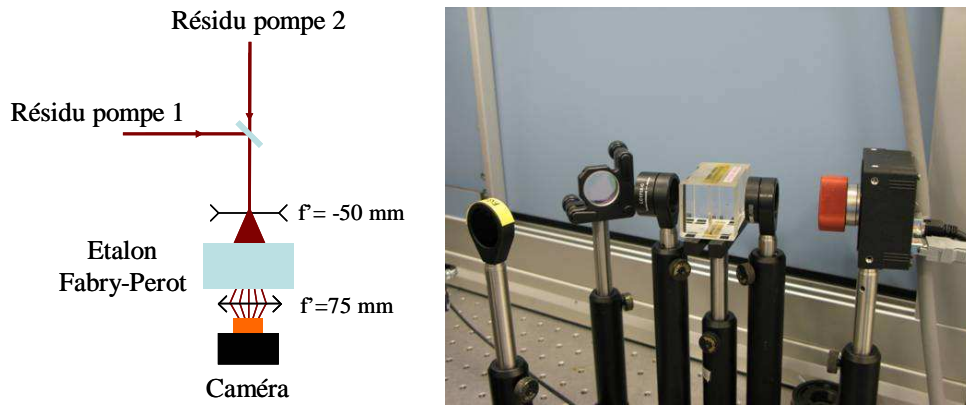 Résidu pompe 2
Résidu pompe 1
f'= -50 mm
Etalon
Fabry-Perot
f'=75 mm
Caméra